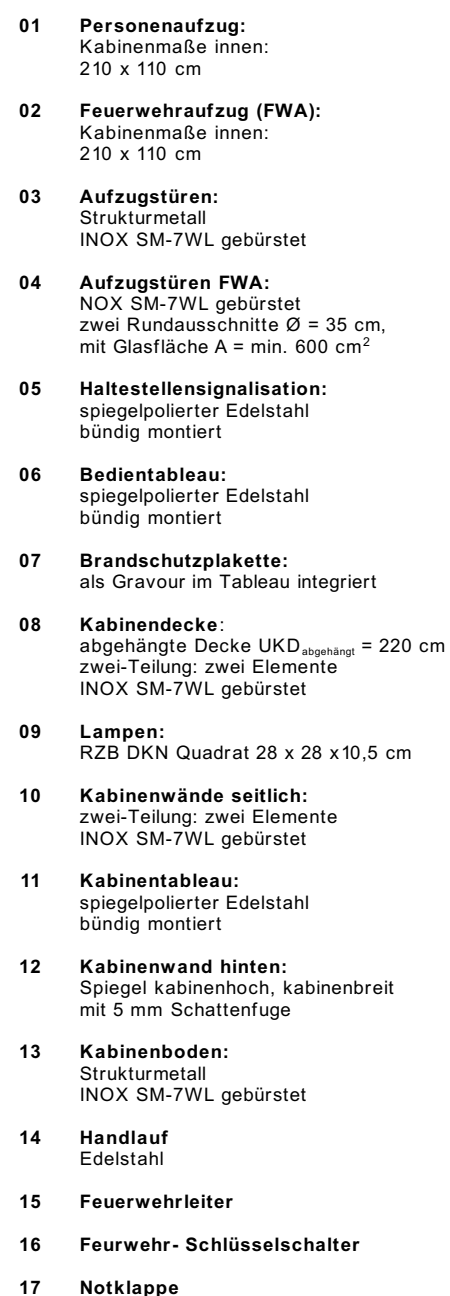 01 Personenaufzug:
Kabinenmaße innen:
210 x 110 cm
02 Feuerwehraufzug (FWA):
Kabinenmaße innen:
210 x 110 cm
03 Aufzugstüren:
Strukturmetall
INOX SM-7WL gebürstet
04 Aufzugstüren FWA:
NOX SM-7WL gebürstet
zwei Rundausschnitte Ø = 35 cm,
mit Glasfläche A = min. 600 cm²
05 Haltestellensignalisation:
spiegelpolierter Edelstahl
bündig montiert
06 Bedientableau:
spiegelpolierter Edelstahl
bündig montiert
07 Brandschutzplakette:
als Gravour im Tableau integriert
08 Kabinendecke:
abgehängte Decke UKD abgehängt = 220 cm
zwei-Teilung: zwei Elemente
INOX SM-7WL gebürstet
09 Lampen:
RZB DKN Quadrat 28 x 28 x10,5 cm
10 Kabinenwände seitlich:
zwei-Teilung: zwei Elemente
INOX SM-7WL gebürstet
11 Kabinentableau:
spiegelpolierter Edelstahl
bündig montiert
12 Kabinenwand hinten:
Spiegel kabinenhoch, kabinenbreit
mit 5 mm Schattenfuge
13 Kabinenboden:
Strukturmetall
INOX SM-7WL gebürstet
14 Handlauf
Edelstahl
15 Feuerwehrleiter
16 Feurwehr- Schlüsselschalter
17 Notklappe